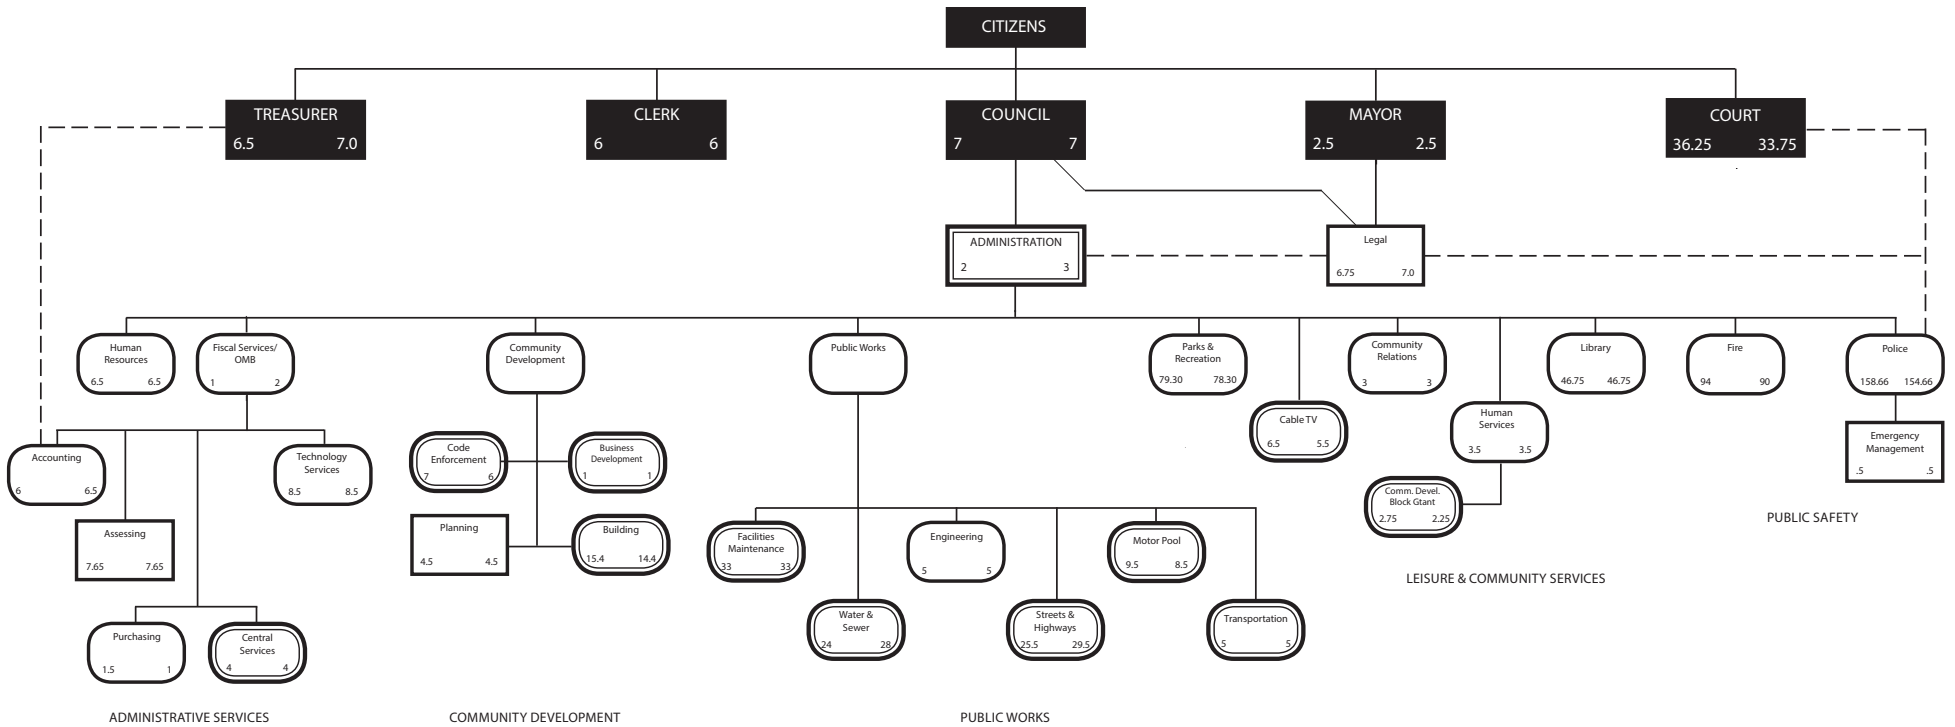 CITIZENS
TREASURER
6.5 7.0
CLERK
6 6
COUNCIL
7 7
MAYOR
2.5 2.5
COURT
36.25 33.75
ADMINISTRATION
2 3
Legal
6.75 7.0
Human
Resources
6.5 6.5
Fiscal Services/
OMB
1 2
Community
Development
Public Works
Parks &
Recreation
79.30 78.30
Community
Relations
3 3
Library
46.75 46.75
Fire
94 90
Police
158.66 154.66
Cable TV
6.5 5.5
Human
Services
3.5 3.5
Emergency
Management
.5 .5
Accounting
6 6.5
Technology
Services
8.5 8.5
Code
Enforcement
7 6
Business
Development
1 1
Comm. Devel.
Block Gtant
2.75 2.25
Assessing
7.65 7.65
Planning
4.5 4.5
Building
15.4 14.4
Facilities
Maintenance
33 33
Engineering
5 5
Motor Pool
9.5 8.5
PUBLIC SAFETY
LEISURE & COMMUNITY SERVICES
Purchasing
1.5 1
Central
Services
4 4
Water &
Sewer
24 28
Streets &
Highways
25.5 29.5
Transportation
5 5
ADMINISTRATIVE SERVICES
COMMUNITY DEVELOPMENT
PUBLIC WORKS